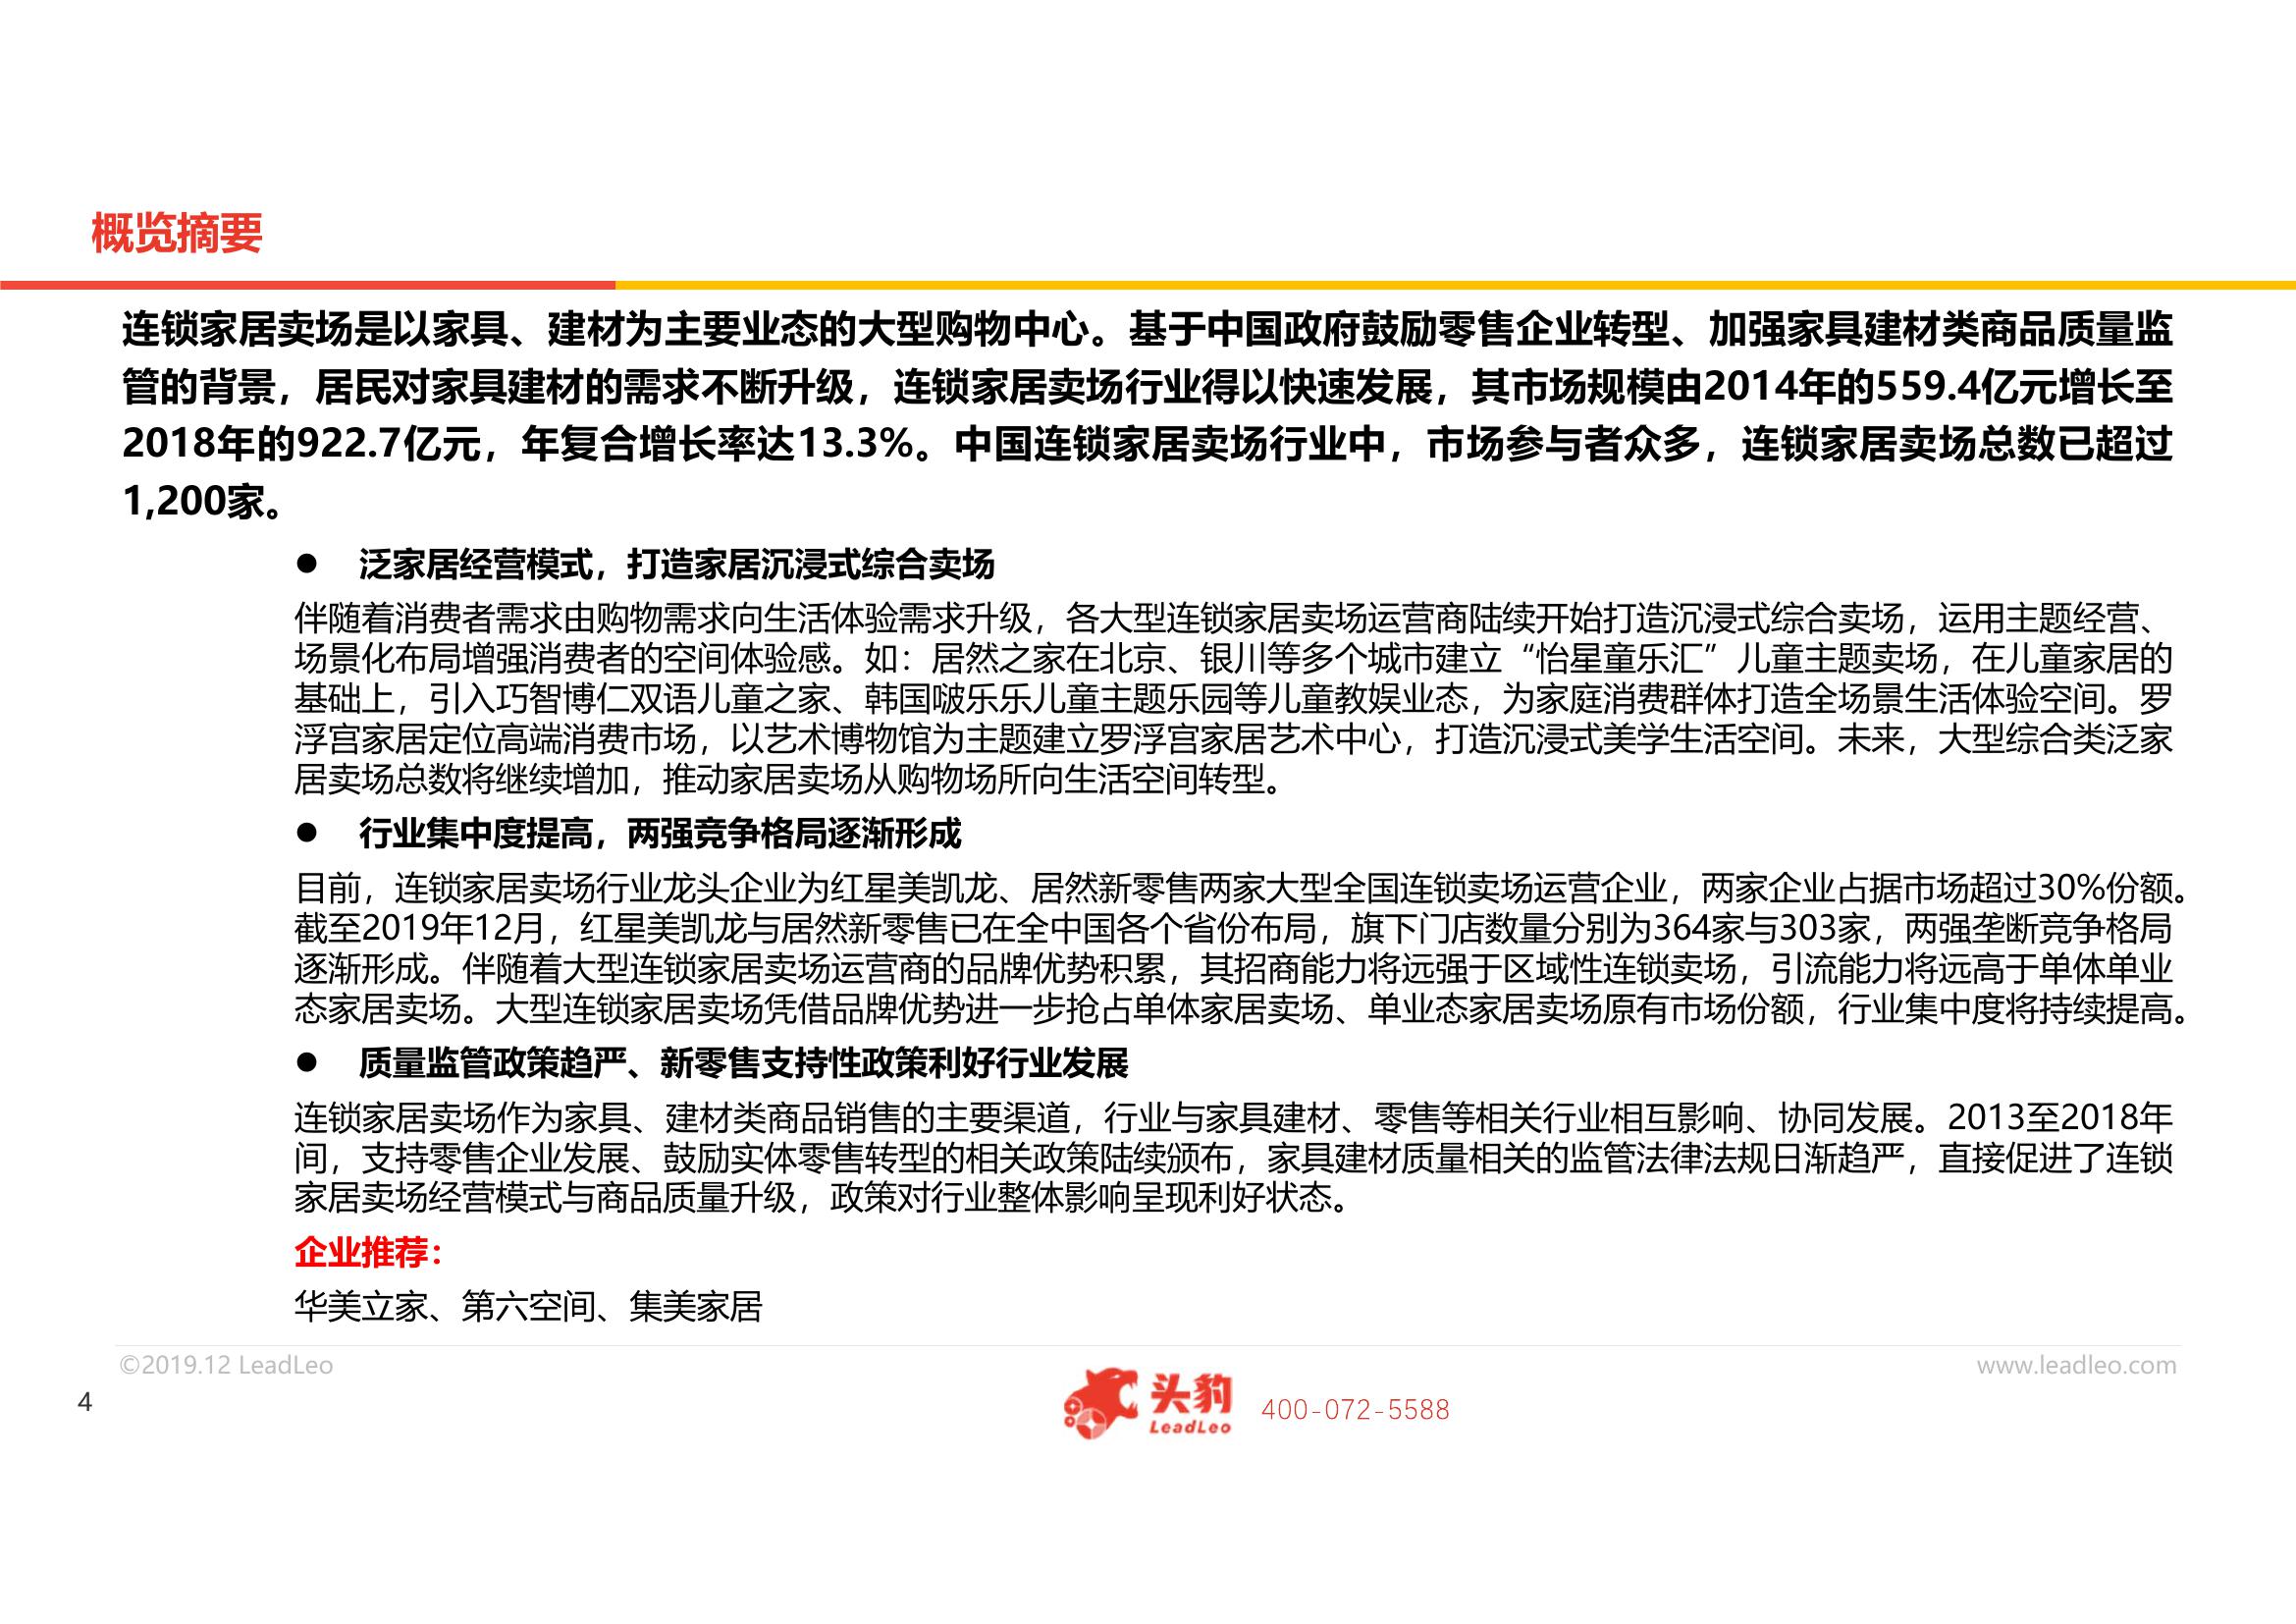 概览摘要
连锁家居卖场是以家具、建材为主要业态的大型购物中心。基于中国政府鼓励零售企业转型、加强家具建材类商品质量监
管的背景，居民对家具建材的需求不断升级，连锁家居卖场行业得以快速发展，其市场规模由2014年的559.4亿元增长至
2018年的922.7亿元，年复合增长率达13.3%。中国连锁家居卖场行业中，市场参与者众多，连锁家居卖场总数已超过
1,200家。
● 泛家居经营模式，打造家居沉浸式综合卖场
伴随着消费者需求由购物需求向生活体验需求升级，各大型连锁家居卖场运营商陆续开始打造沉浸式综合卖场，运用主题经营、
场景化布局增强消费者的空间体验感。如：居然之家在北京、银川等多个城市建立“怡星童乐汇”儿童主题卖场，在儿童家居的
基础上，引入巧智博仁双语儿童之家、韩国啵乐乐儿童主题乐园等儿童教娱业态，为家庭消费群体打造全场景生活体验空间。罗
浮宫家居定位高端消费市场，以艺术博物馆为主题建立罗浮宫家居艺术中心，打造沉浸式美学生活空间。未来，大型综合类泛家
居卖场总数将继续增加，推动家居卖场从购物场所向生活空间转型。
● 行业集中度提高，两强竞争格局逐渐形成
目前，连锁家居卖场行业龙头企业为红星美凯龙、居然新零售两家大型全国连锁卖场运营企业，两家企业占据市场超过30%份额。
截至2019年12月，红星美凯龙与居然新零售已在全中国各个省份布局，旗下门店数量分别为364家与303家，两强垄断竞争格局
逐渐形成。伴随着大型连锁家居卖场运营商的品牌优势积累，其招商能力将远强于区域性连锁卖场，引流能力将远高于单体单业
态家居卖场。大型连锁家居卖场凭借品牌优势进一步抢占单体家居卖场、单业态家居卖场原有市场份额，行业集中度将持续提高。
● 质量监管政策趋严、新零售支持性政策利好行业发展
连锁家居卖场作为家具、建材类商品销售的主要渠道，行业与家具建材、零售等相关行业相互影响、协同发展。2013至2018年
间，支持零售企业发展、鼓励实体零售转型的相关政策陆续颁布，家具建材质量相关的监管法律法规日渐趋严，直接促进了连锁
家居卖场经营模式与商品质量升级，政策对行业整体影响呈现利好状态。
企业推荐：
华美立家、第六空间、集美家居
©2019.12 LeadLeo
www.leadleo.com
4
头豹
LeadLeo
400-072-5588